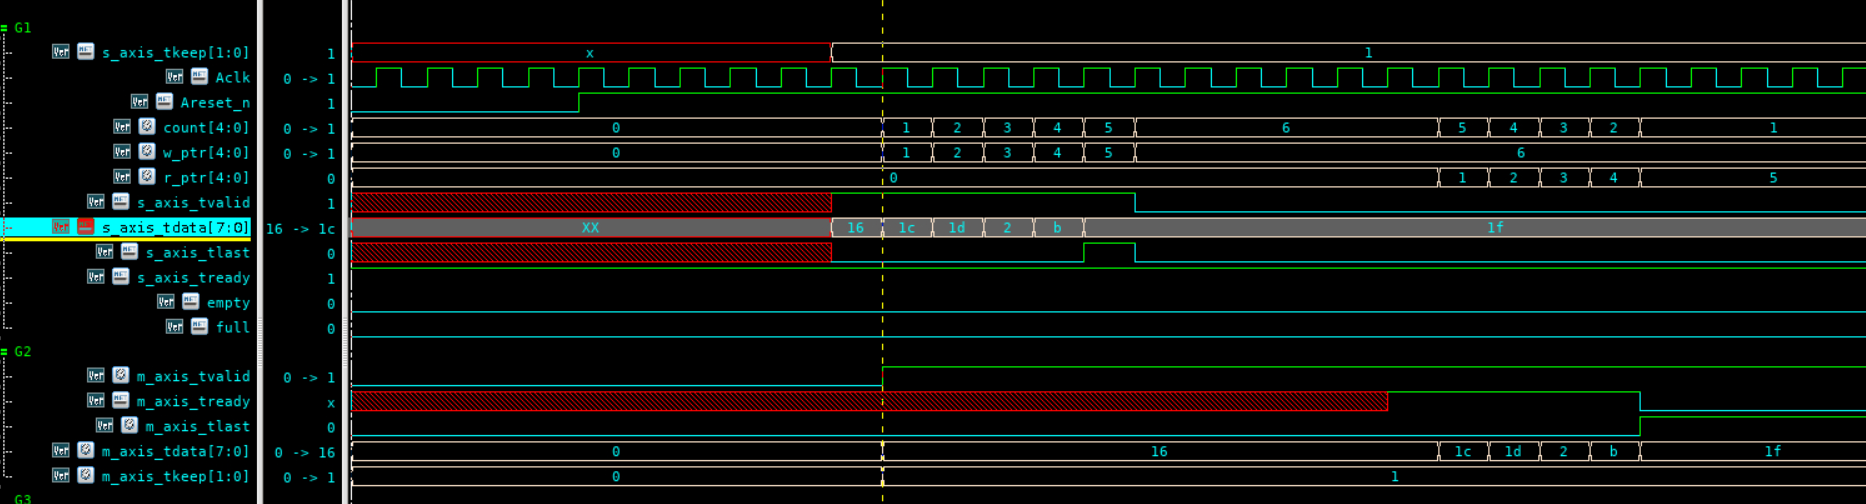 G1
s_axis_tkeep[1:0] 1 x 1
Aclk 0 -> 1
Areset_n 1
count[4:0] 0 -> 1 0 1 2 3 4 5 6 5 4 3 2 1
w_ptr[4:0] 0 -> 1 0 1 2 3 4 5 6
r_ptr[4:0] 0 0 1 2 3 4 5
s_axis_tvalid 1
s_axis_tdata[7:0] 16 -> 1c XX 16 1c 1d 2 b 1f
s_axis_tlast 0
s_axis_tready 1
empty 0
full 0
G2
m_axis_tvalid 0 -> 1
m_axis_tready x
m_axis_tlast 0
m_axis_tdata[7:0] 0 -> 16 0 16 1c 1d 2 b 1f
m_axis_tkeep[1:0] 0 -> 1 0 1
G3